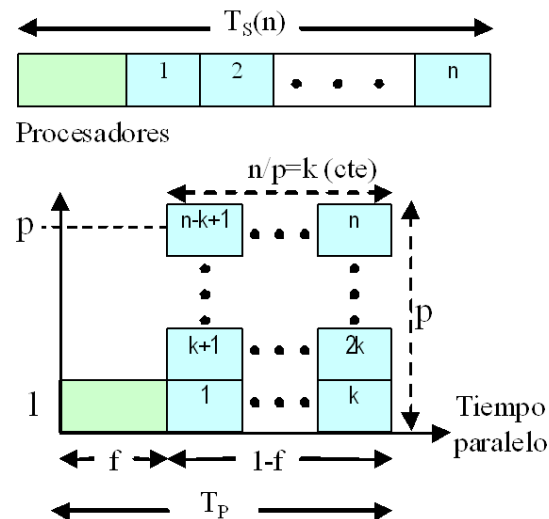 T_S(n)
1 2 • • • n
Procesadores
n/p=k (cte)
p n-k+1 • • • n
p
k+1 • • • 2k
1 1 • • • k
Tiempo
paralelo
f 1-f
T_P